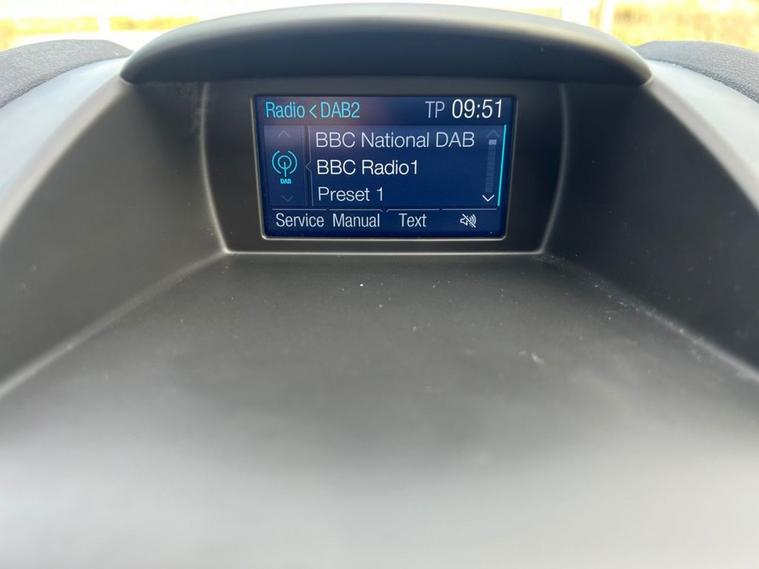 Radio < DAB2 TP 09:51
BBC National DAB
BBC Radio1
DAB
Preset 1
Service Manual Text